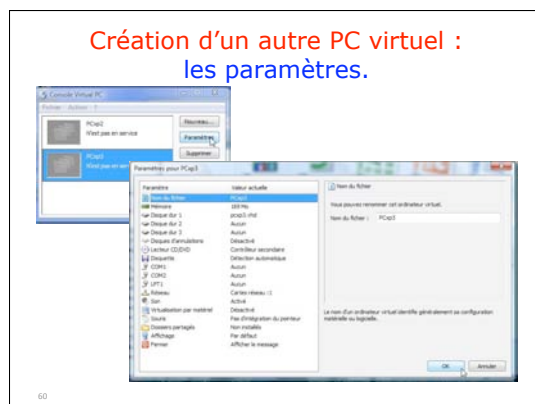 Création d'un autre PC virtuel :
les paramètres.
Console Virtual PC
Fichier Action ?
PCxp2
N'est pas en service
Nouveau...
Paramètres
PCxp3
N'est pas en
Supprimer
Paramètres pour PCxp3
Paramètre Valeur actuelle
Nom du fichier PCxp3
Mémoire
Disque dur 1 pcxp3.vhd
Disque dur 2 Aucun
Disque dur 3 Aucun
Disques d'annulations Désactivé
Lecteur CD/DVD Contrôleur secondaire
Disquette Détection automatique
COM1 Aucun
COM2 Aucun
LPT1 Aucun
Réseau Cartes réseau :1
Son Activé
Virtualisation par matériel Désactivé
Souris Pas d'intégration du pointeur
Dossiers partagés Non installés
Affichage Par défaut
Fermer Afficher le message
Nom du fichier
Vous pouvez renommer cet ordinateur virtuel.
Nom du fichier : PCxp3
Le nom d'un ordinateur virtuel identifie généralement sa configuration
matérielle ou logicielle.
OK Annuler
60